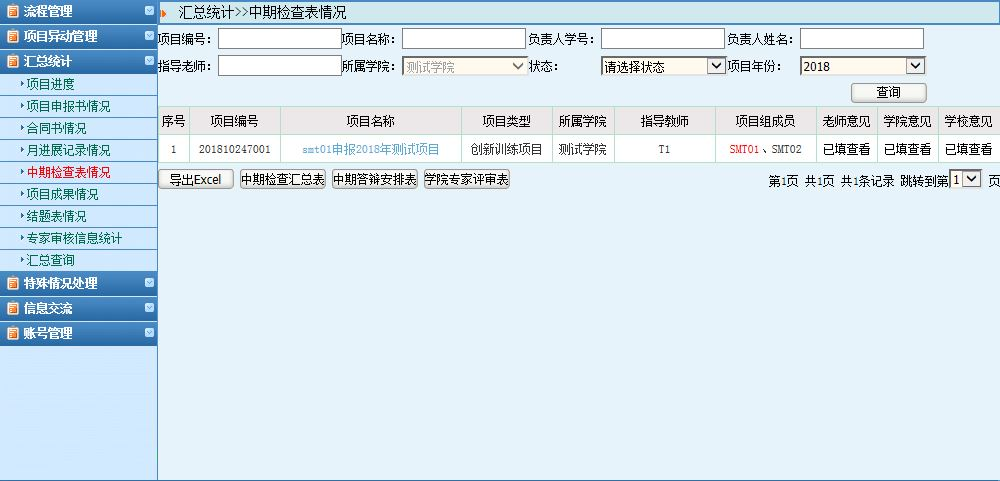 流程管理
项目异动管理
汇总统计
项目进度
项目申报书情况
合同书情况
月进展记录情况
中期检查表情况
项目成果情况
结题表情况
专家审核信息统计
汇总查询
特殊情况处理
信息交流
账号管理
汇总统计>>中期检查表情况
项目编号： 项目名称： 负责人学号： 负责人姓名：
指导老师： 所属学院： 测试学院 状态： 请选择状态 项目年份： 2018
查询
序号 项目编号 项目名称 项目类型 所属学院 指导教师 项目组成员 老师意见 学院意见 学校意见
1 201810247001 smt01申报2018年测试项目 创新训练项目 测试学院 T1 SMT01、SMT02 已填查看 已填查看 已填查看
导出Excel 中期检查汇总表 中期答辩安排表 学院专家评审表 第1页 共1页 共1条记录 跳转到第 1 页